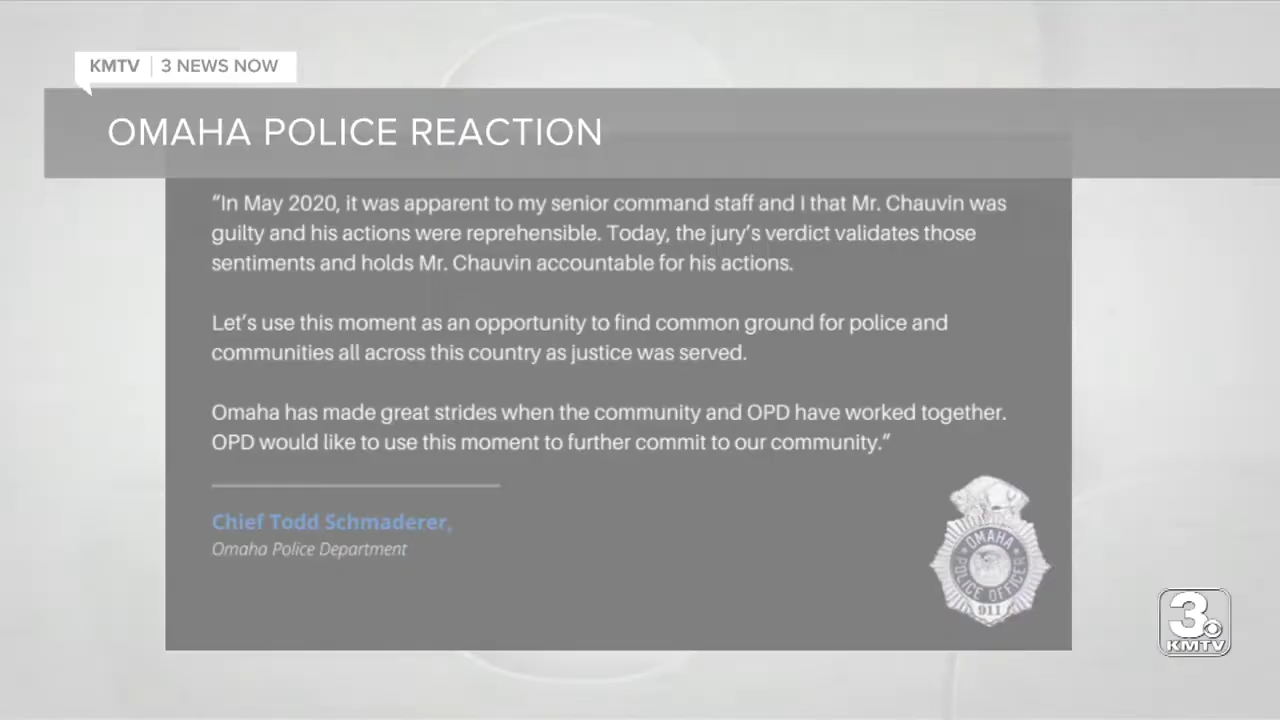 KMTV | 3 NEWS NOW
OMAHA POLICE REACTION
“In May 2020, it was apparent to my senior command staff and I that Mr. Chauvin was
guilty and his actions were reprehensible. Today, the jury’s verdict validates those
sentiments and holds Mr. Chauvin accountable for his actions.
Let’s use this moment as an opportunity to find common ground for police and
communities all across this country as justice was served.
Omaha has made great strides when the community and OPD have worked together.
OPD would like to use this moment to further commit to our community.”
Chief Todd Schmaderer,
Omaha Police Department
OMAHA
POLICE OFFICER
911
3
KMTV